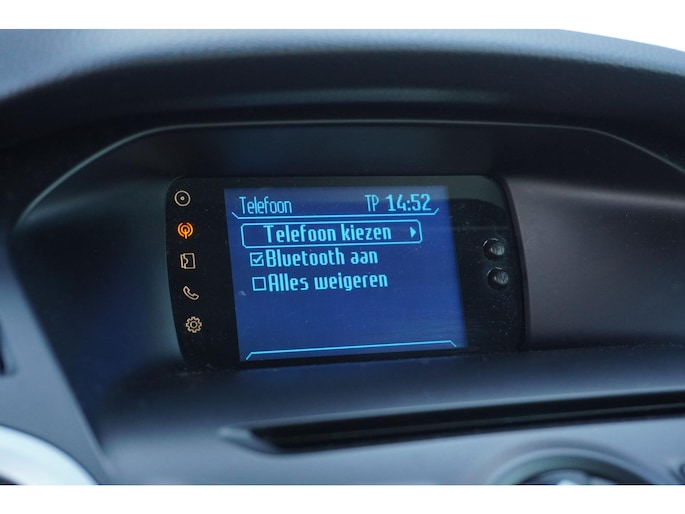 Telefoon TP 14:52
Telefoon kiezen
Bluetooth aan
Alles weigeren